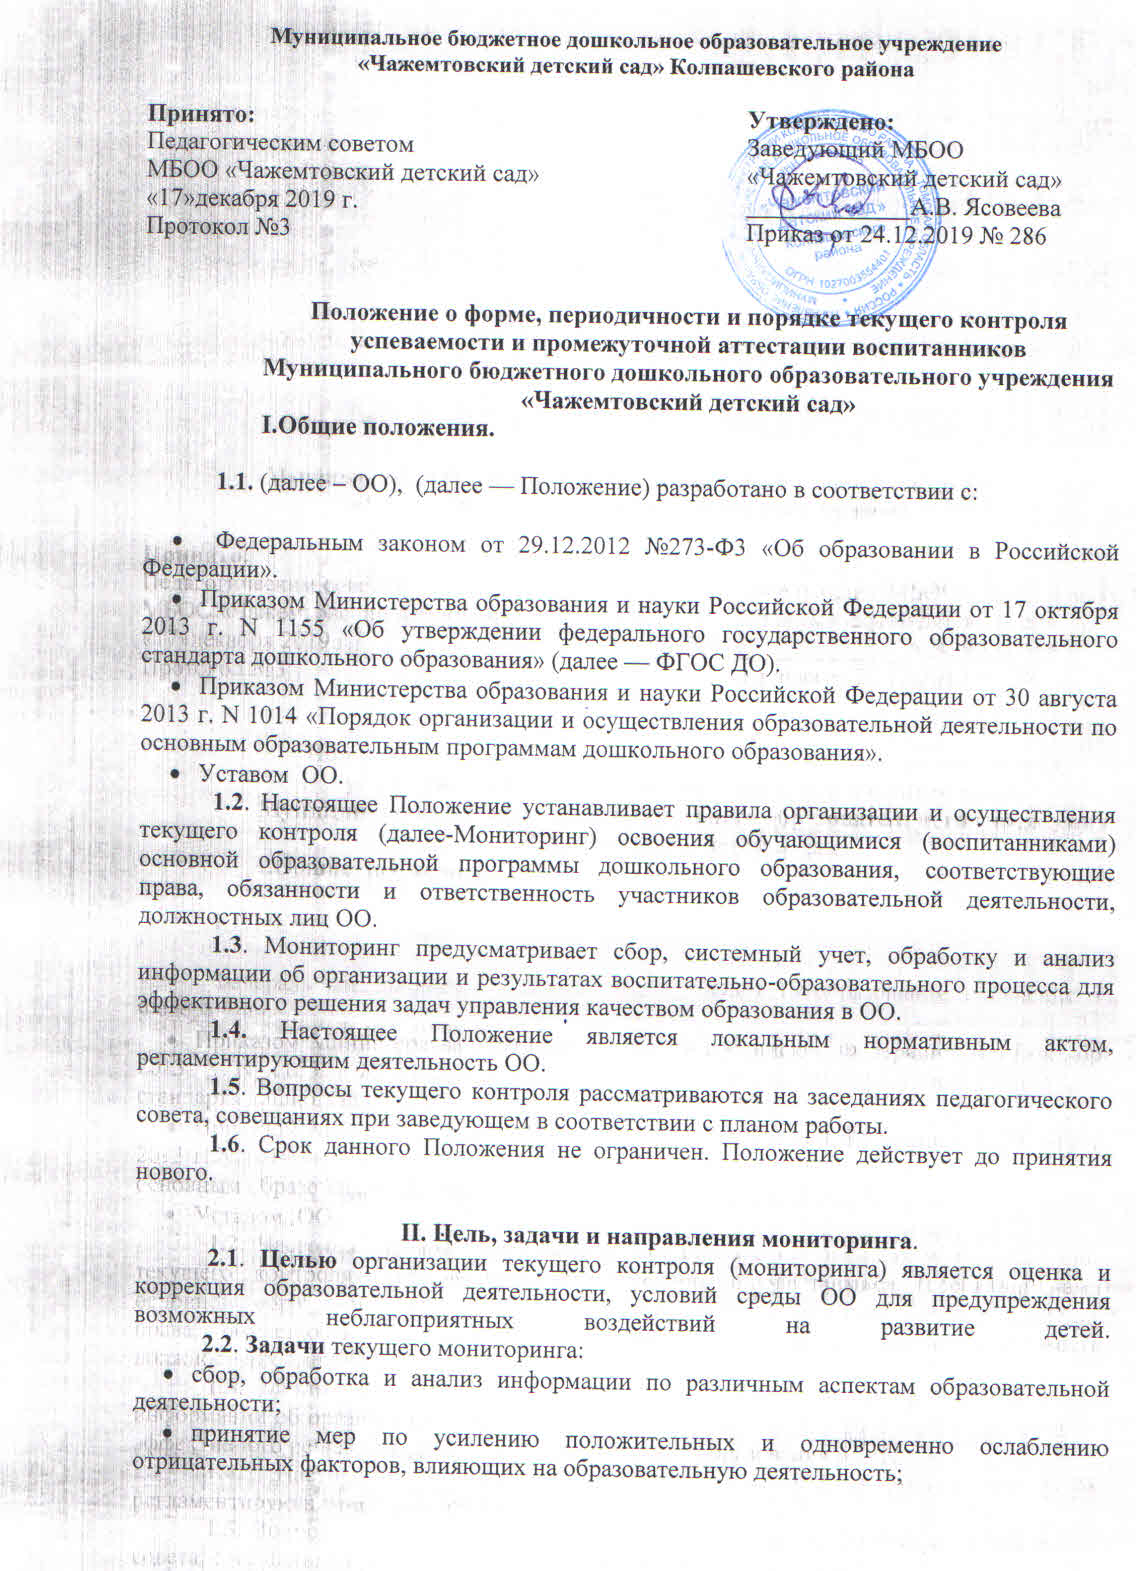 Муниципальное бюджетное дошкольное образовательное учреждение
«Чажемтовский детский сад» Колпашевского района
Принято:
Педагогическим советом
МБОО «Чажемтовский детский сад»
«17»декабря 2019 г.
Протокол №3
Утверждено:
Заведующий МБОО
«Чажемтовский детский сад»
А.В. Ясовеева
Приказ от 24.12.2019 № 286
района
ОГРН 1027003554401
Положение о форме, периодичности и порядке текущего контроля
успеваемости и промежуточной аттестации воспитанников
Муниципального бюджетного дошкольного образовательного учреждения
«Чажемтовский детский сад»
I.Общие положения.
1.1. (далее – ОО), (далее — Положение) разработано в соответствии с:
• Федеральным законом от 29.12.2012 №273-ФЗ «Об образовании в Российской
Федерации».
• Приказом Министерства образования и науки Российской Федерации от 17 октября
2013 г. N 1155 «Об утверждении федерального государственного образовательного
стандарта дошкольного образования» (далее — ФГОС ДО).
• Приказом Министерства образования и науки Российской Федерации от 30 августа
2013 г. N 1014 «Порядок организации и осуществления образовательной деятельности по
основным образовательным программам дошкольного образования».
• Уставом ОО.
1.2. Настоящее Положение устанавливает правила организации и осуществления
текущего контроля (далее-Мониторинг) освоения обучающимися (воспитанниками)
основной образовательной программы дошкольного образования, соответствующие
права, обязанности и ответственность участников образовательной деятельности,
должностных лиц ОО.
1.3. Мониторинг предусматривает сбор, системный учет, обработку и анализ
информации об организации и результатах воспитательно-образовательного процесса для
эффективного решения задач управления качеством образования в ОО.
1.4. Настоящее Положение является локальным нормативным актом,
регламентирующим деятельность ОО.
1.5. Вопросы текущего контроля рассматриваются на заседаниях педагогического
совета, совещаниях при заведующем в соответствии с планом работы.
1.6. Срок данного Положения не ограничен. Положение действует до принятия
нового.
II. Цель, задачи и направления мониторинга.
2.1. Целью организации текущего контроля (мониторинга) является оценка и
коррекция образовательной деятельности, условий среды ОО для предупреждения
возможных неблагоприятных воздействий на развитие детей.
2.2. Задачи текущего мониторинга:
• сбор, обработка и анализ информации по различным аспектам образовательной
деятельности;
• принятие мер по усилению положительных и одновременно ослаблению
отрицательных факторов, влияющих на образовательную деятельность;